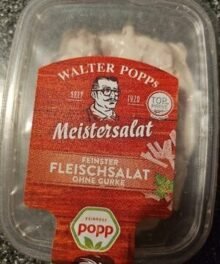 WALTER POPPs
SEIT 1920
TOP
Meistersalat
FEINSTER
FLEISCHSALAT
OHNE GURKE
FEINKOST
popp